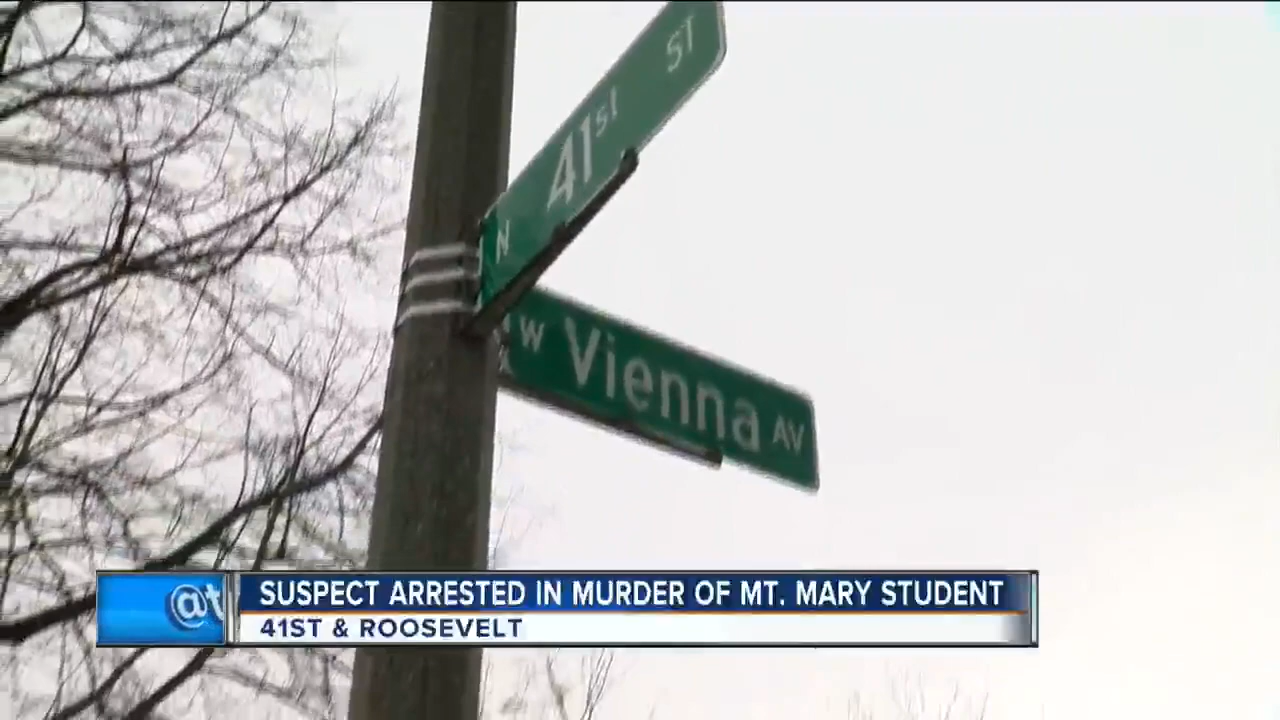 N 41st ST
W Vienna AV
@t
SUSPECT ARRESTED IN MURDER OF MT. MARY STUDENT
41ST & ROOSEVELT